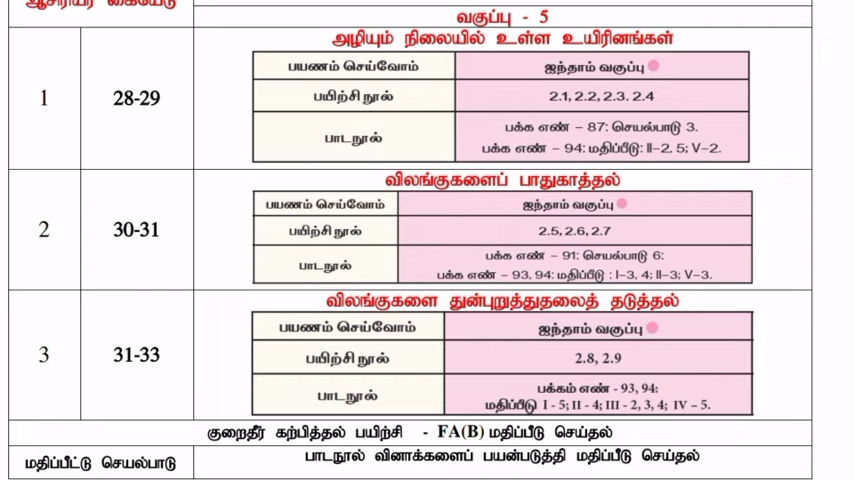 ஆசிரியர் கையேடு
வகுப்பு - 5
அழியும் நிலையில் உள்ள உயிரினங்கள்
1
28-29
பயணம் செய்வோம்
ஐந்தாம் வகுப்பு
பயிற்சி நூல்
2.1, 2.2, 2.3. 2.4
பாடநூல்
பக்க எண் – 87: செயல்பாடு 3.
பக்க எண் – 94: மதிப்பீடு: II–2, 5; V–2.
விலங்குகளைப் பாதுகாத்தல்
2
30-31
பயணம் செய்வோம்
ஐந்தாம் வகுப்பு
பயிற்சி நூல்
2.5, 2.6, 2.7
பாடநூல்
பக்க எண் – 91: செயல்பாடு 6:
பக்க எண் – 93, 94: மதிப்பீடு : I–3, 4; II–3; V–3.
விலங்குகளை துன்புறுத்துதலைத் தடுத்தல்
3
31-33
பயணம் செய்வோம்
ஐந்தாம் வகுப்பு
பயிற்சி நூல்
2.8, 2.9
பாடநூல்
பக்கம் எண் - 93, 94:
மதிப்பீடு I - 5; II - 4; III - 2, 3, 4; IV – 5.
குறைதீர் கற்பித்தல் பயிற்சி - FA(B) மதிப்பீடு செய்தல்
மதிப்பீட்டு செயல்பாடு
பாடநூல் வினாக்களைப் பயன்படுத்தி மதிப்பீடு செய்தல்